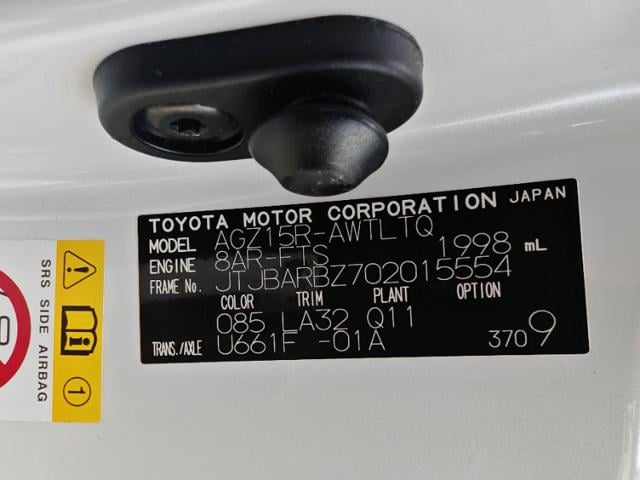 TOYOTA MOTOR CORPORATION JAPAN
MODEL AGZ15R-AWTLTQ
ENGINE 8AR-FTS 1998 mL
FRAME No. JTJBARBZ702015554
COLOR TRIM PLANT OPTION
085 LA32 Q11
TRANS./AXLE U661F -01A 3709
SRS SIDE AIRBAG
1